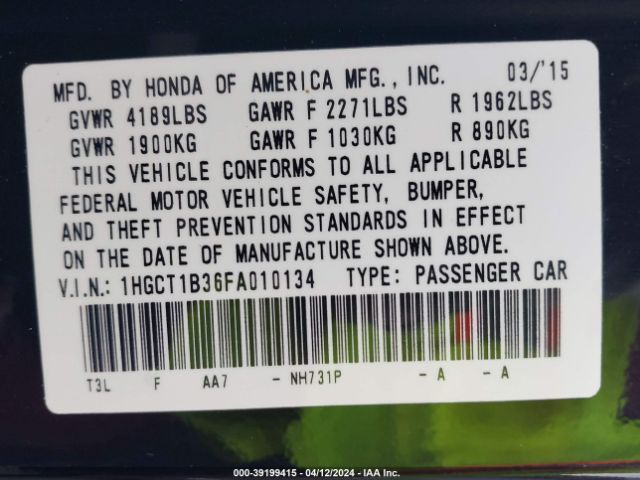 MFD. BY HONDA OF AMERICA MFG., INC. 03/'15
GVWR 4189LBS GAWR F 2271LBS R 1962LBS
GVWR 1900KG GAWR F 1030KG R 890KG
THIS VEHICLE CONFORMS TO ALL APPLICABLE
FEDERAL MOTOR VEHICLE SAFETY, BUMPER,
AND THEFT PREVENTION STANDARDS IN EFFECT
ON THE DATE OF MANUFACTURE SHOWN ABOVE.
V.I.N.: 1HGCT1B36FA010134 TYPE: PASSENGER CAR
T3L F AA7 - NH731P - A - A
000-39199415 - 04/12/2024 - IAA Inc.